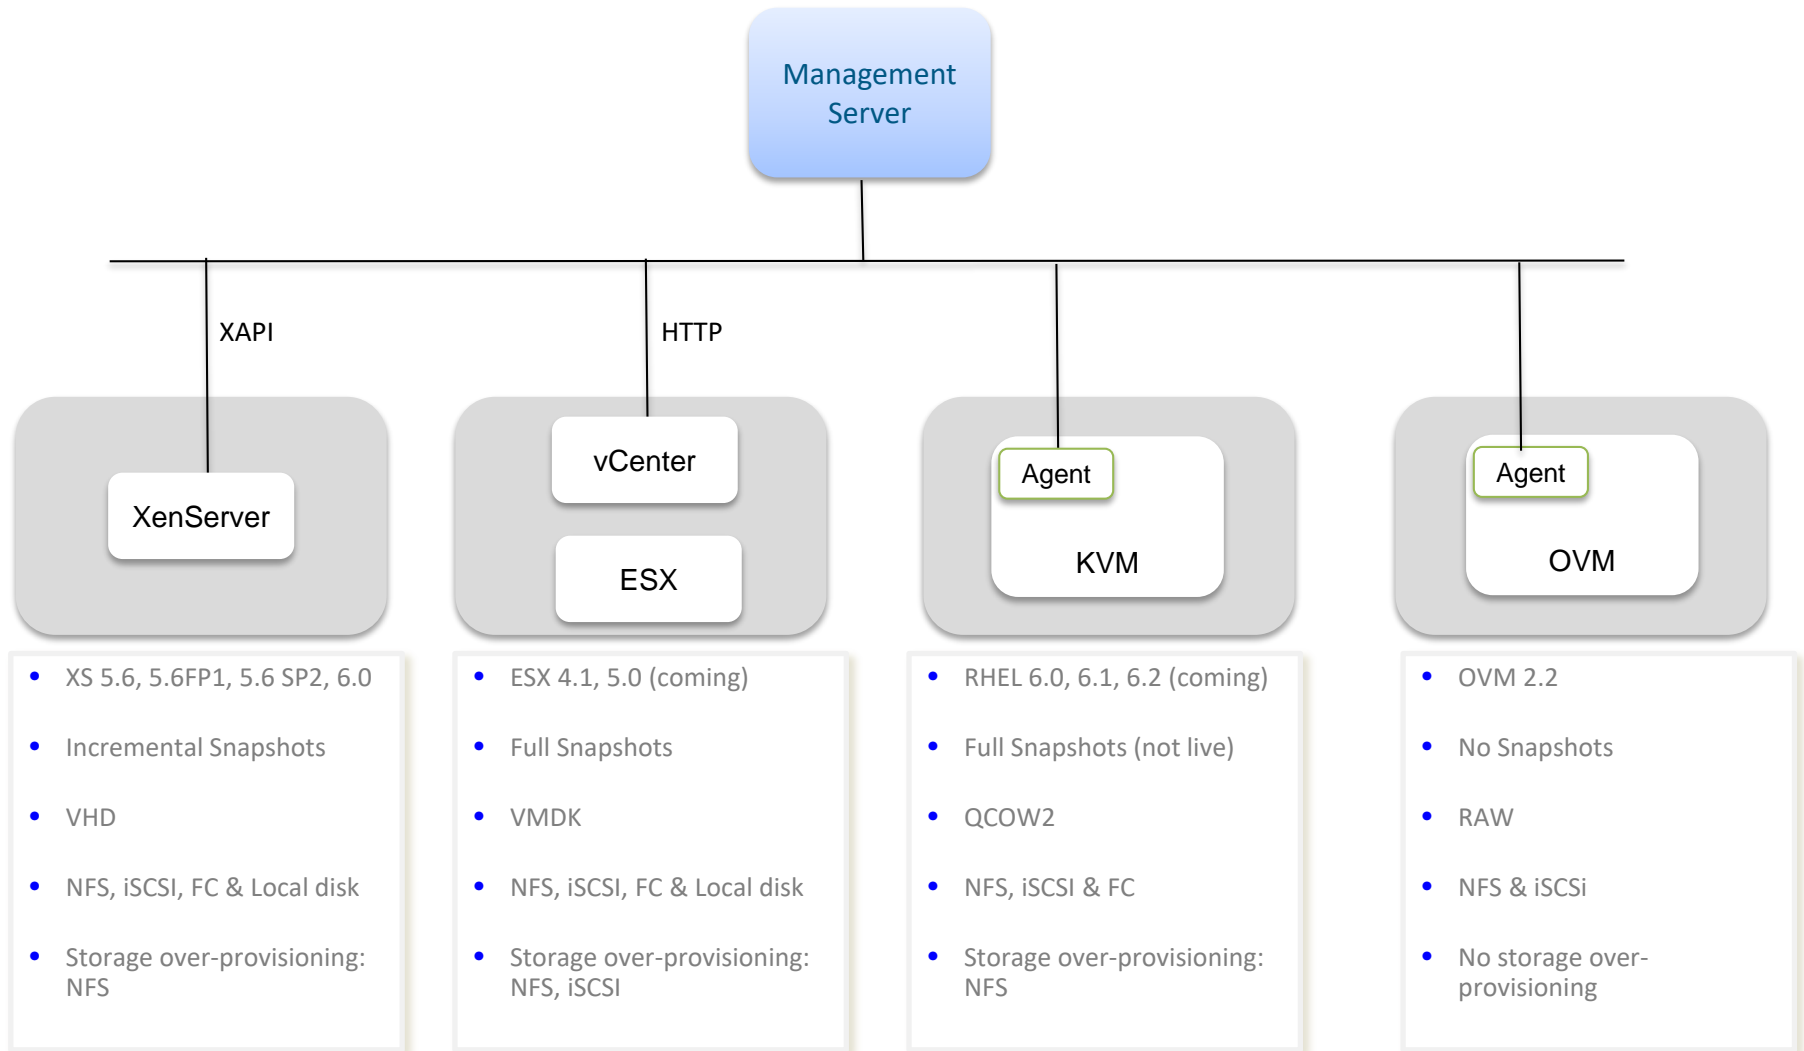 Management
Server
XAPI
HTTP
XenServer
vCenter
ESX
Agent
KVM
Agent
OVM
• XS 5.6, 5.6FP1, 5.6 SP2, 6.0
• Incremental Snapshots
• VHD
• NFS, iSCSI, FC & Local disk
• Storage over-provisioning:
NFS
• ESX 4.1, 5.0 (coming)
• Full Snapshots
• VMDK
• NFS, iSCSI, FC & Local disk
• Storage over-provisioning:
NFS, iSCSI
• RHEL 6.0, 6.1, 6.2 (coming)
• Full Snapshots (not live)
• QCOW2
• NFS, iSCSI & FC
• Storage over-provisioning:
NFS
• OVM 2.2
• No Snapshots
• RAW
• NFS & iSCSi
• No storage over-
provisioning